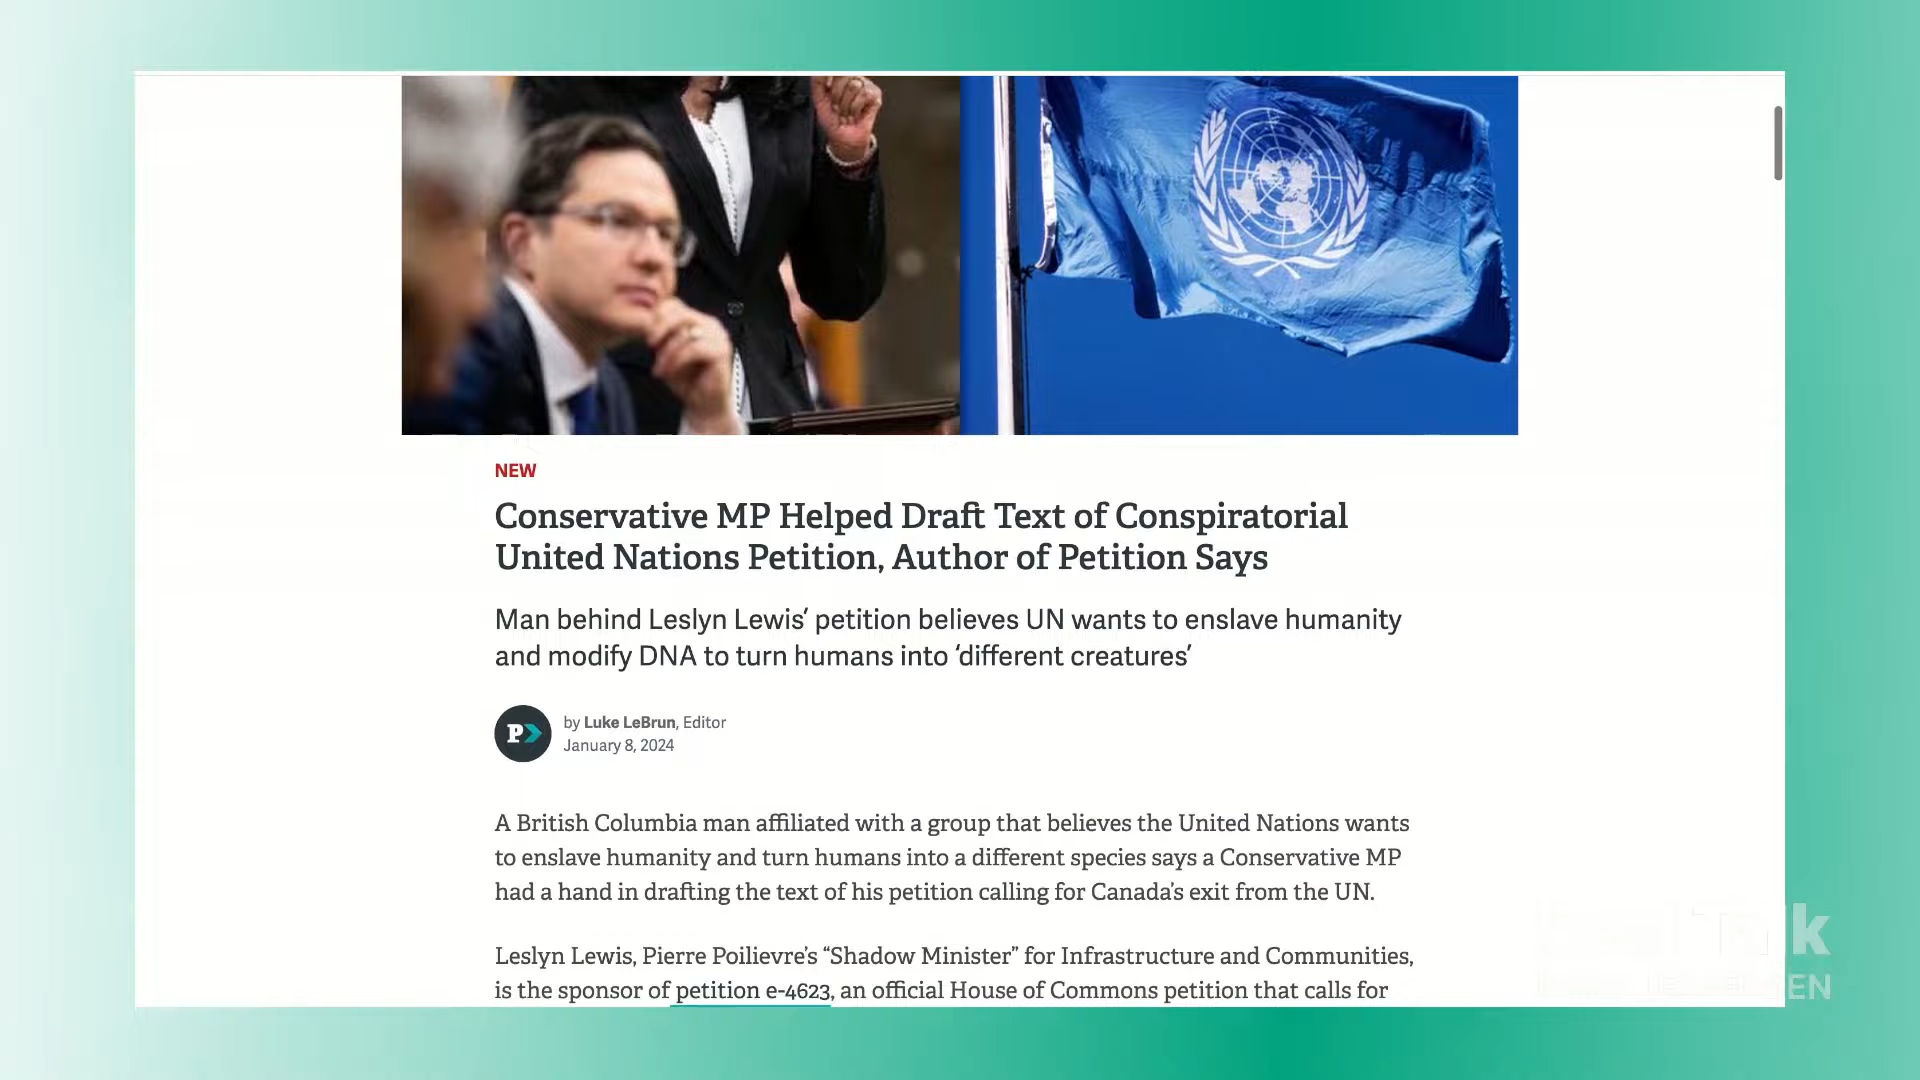 NEW
Conservative MP Helped Draft Text of Conspiratorial
United Nations Petition, Author of Petition Says
Man behind Leslyn Lewis’ petition believes UN wants to enslave humanity
and modify DNA to turn humans into ‘different creatures’
P
by Luke LeBrun, Editor
January 8, 2024
A British Columbia man affiliated with a group that believes the United Nations wants
to enslave humanity and turn humans into a different species says a Conservative MP
had a hand in drafting the text of his petition calling for Canada’s exit from the UN.
Leslyn Lewis, Pierre Poilievre’s “Shadow Minister” for Infrastructure and Communities,
is the sponsor of petition e-4623, an official House of Commons petition that calls for